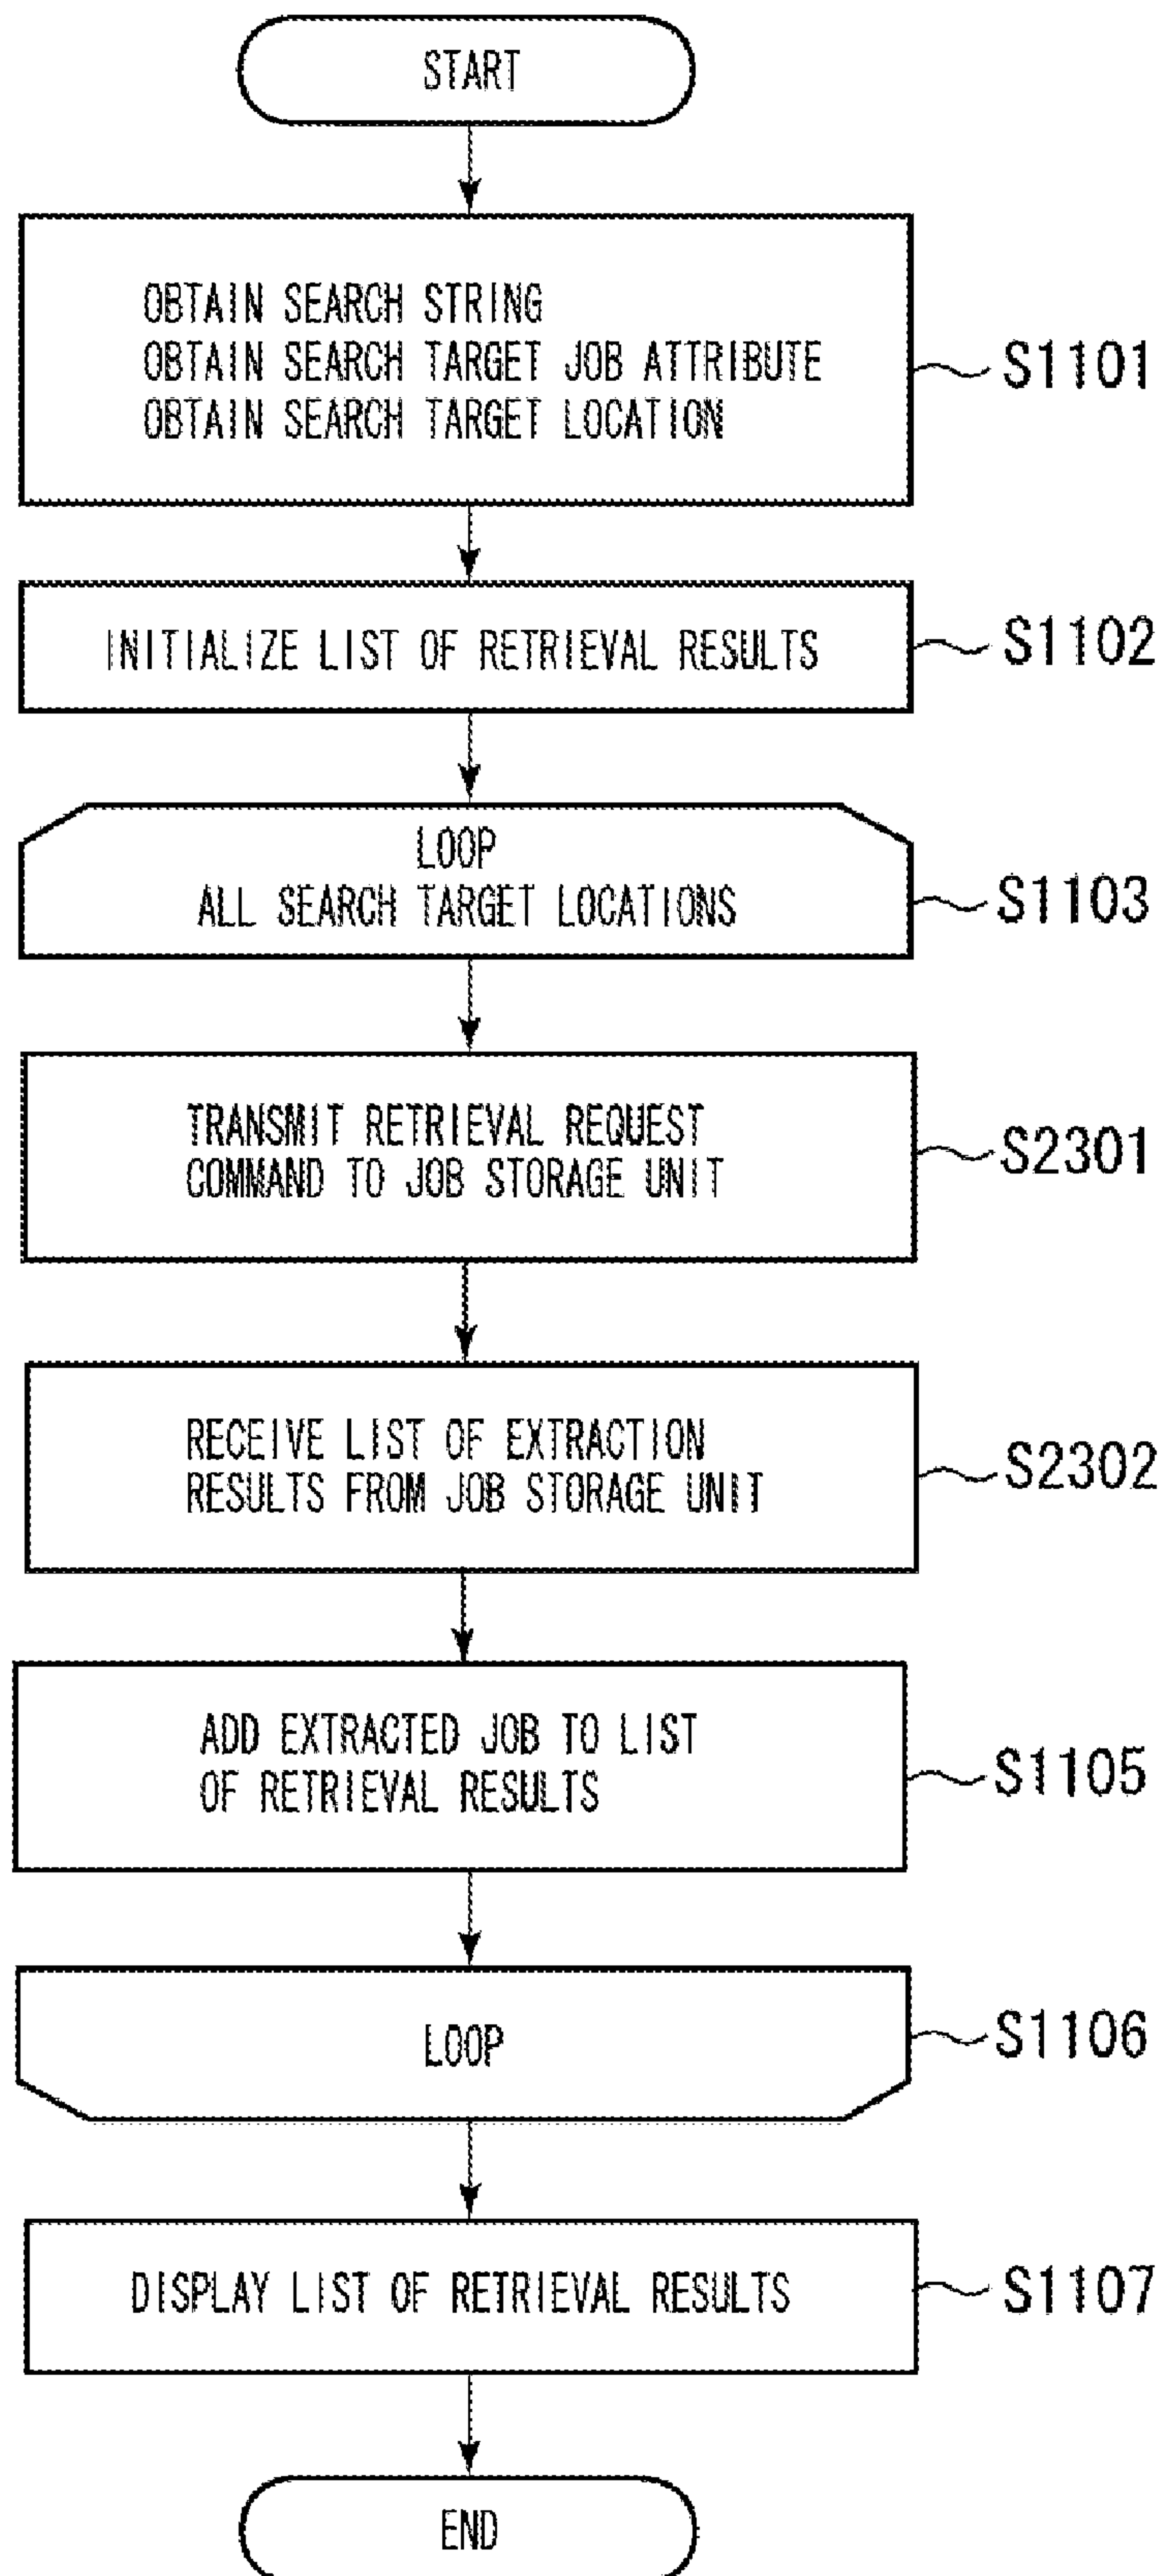 START
OBTAIN SEARCH STRING
OBTAIN SEARCH TARGET JOB ATTRIBUTE
OBTAIN SEARCH TARGET LOCATION
S1101
INITIALIZE LIST OF RETRIEVAL RESULTS
S1102
LOOP
ALL SEARCH TARGET LOCATIONS
S1103
TRANSMIT RETRIEVAL REQUEST
COMMAND TO JOB STORAGE UNIT
S2301
RECEIVE LIST OF EXTRACTION
RESULTS FROM JOB STORAGE UNIT
S2302
ADD EXTRACTED JOB TO LIST
OF RETRIEVAL RESULTS
S1105
LOOP
S1106
DISPLAY LIST OF RETRIEVAL RESULTS
S1107
END